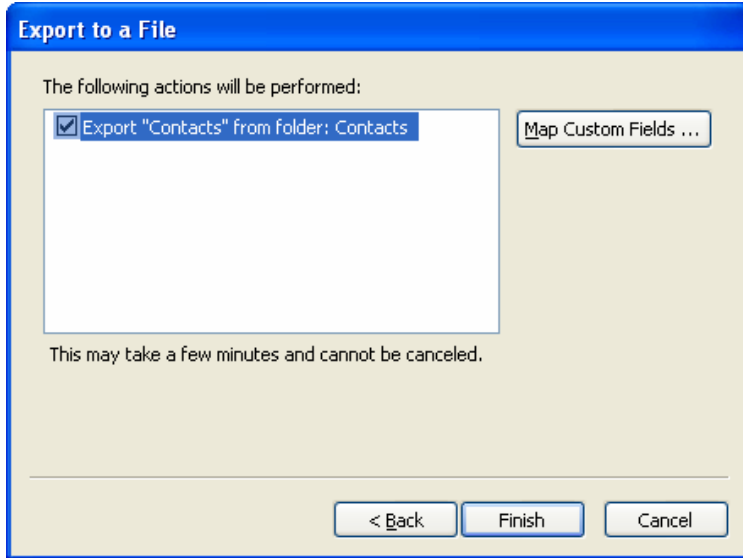 Export to a File
The following actions will be performed:
Export "Contacts" from folder: Contacts
Map Custom Fields ...
This may take a few minutes and cannot be canceled.
< Back
Finish
Cancel